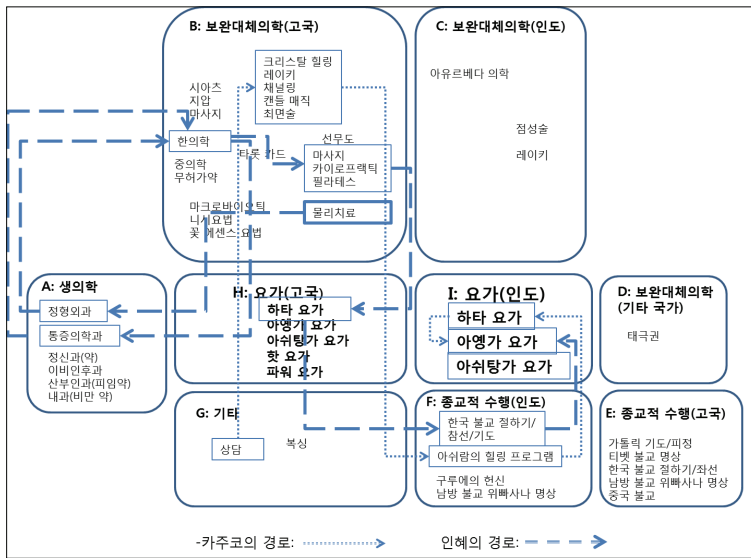 B: 보완대체의학(고국)
크리스탈 힐링
레이키
채널링
캔들 매직
최면술
시아츠
지압
마사지
한의학
선무도
타롯 카드
마사지
카이로프랙틱
필라테스
중의학
무허가약
마크로바이오틱
니시요법
꽃 에센스 요법
물리치료
C: 보완대체의학(인도)
아유르베다 의학
점성술
레이키
A: 생의학
정형외과
통증의학과
정신과(약)
이비인후과
산부인과(피임약)
내과(비만 약)
H: 요가(고국)
하타 요가
아옝가 요가
아쉬탕가 요가
핫 요가
파워 요가
I: 요가(인도)
하타 요가
아옝가 요가
아쉬탕가 요가
D: 보완대체의학
(기타 국가)
태극권
G: 기타
상담
복싱
F: 종교적 수행(인도)
한국 불교 절하기/
참선/기도
아쉬람의 힐링 프로그램
구루에의 헌신
남방 불교 위빠사나 명상
E: 종교적 수행(고국)
가톨릭 기도/피정
티벳 불교 명상
한국 불교 절하기/좌선
남방 불교 위빠사나 명상
중국 불교
-카주코의 경로:
인혜의 경로: